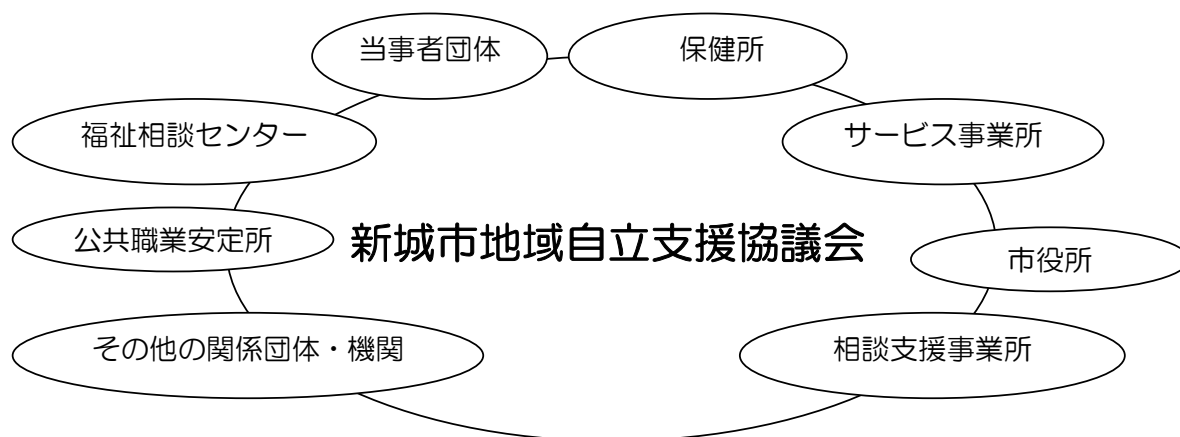 当事者団体
保健所
福祉相談センター
サービス事業所
公共職業安定所
新城市地域自立支援協議会
市役所
その他の関係団体・機関
相談支援事業所